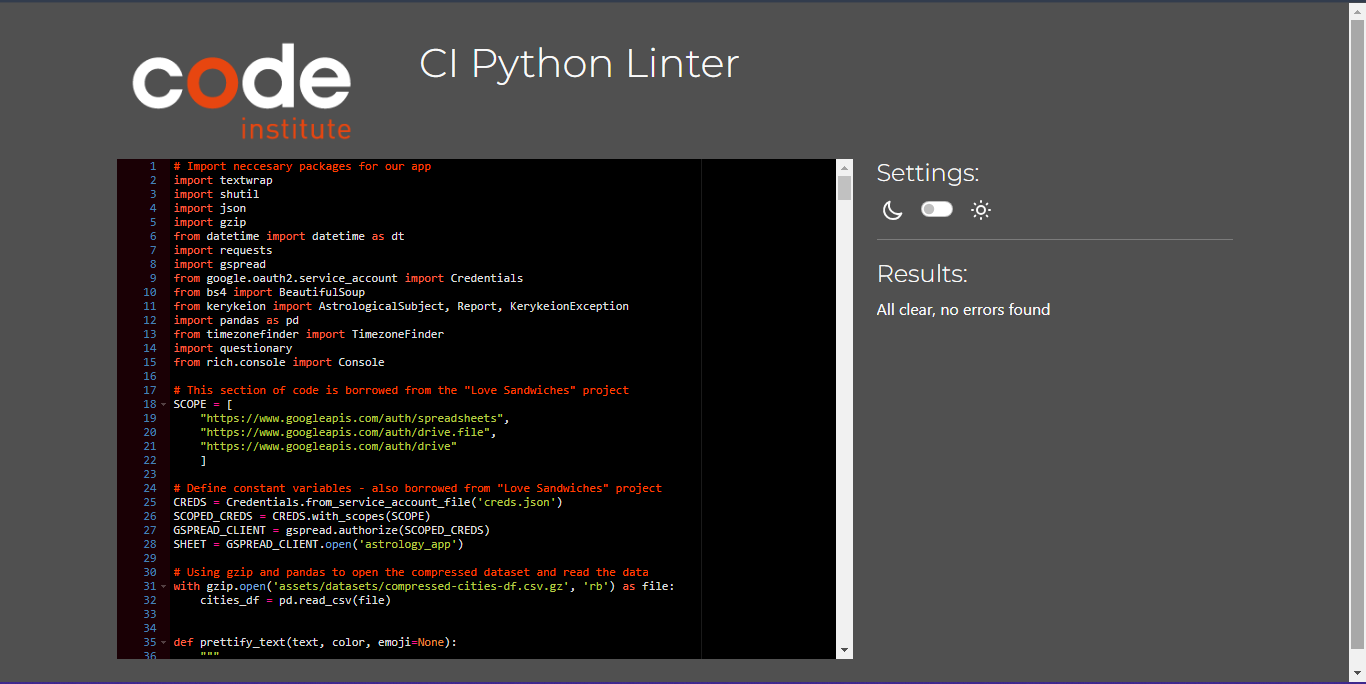 code
institute
CI Python Linter
1 # Import neccesary packages for our app
2 import textwrap
3 import shutil
4 import json
5 import gzip
6 from datetime import datetime as dt
7 import requests
8 import gspread
9 from google.oauth2.service_account import Credentials
10 from bs4 import BeautifulSoup
11 from kerykeion import AstrologicalSubject, Report, KerykeionException
12 import pandas as pd
13 from timezonefinder import TimezoneFinder
14 import questionary
15 from rich.console import Console
16
17 # This section of code is borrowed from the "Love Sandwiches" project
18 SCOPE = [
19     "https://www.googleapis.com/auth/spreadsheets",
20     "https://www.googleapis.com/auth/drive.file",
21     "https://www.googleapis.com/auth/drive"
22     ]
23
24 # Define constant variables - also borrowed from "Love Sandwiches" project
25 CREDS = Credentials.from_service_account_file('creds.json')
26 SCOPED_CREDS = CREDS.with_scopes(SCOPE)
27 GSPREAD_CLIENT = gspread.authorize(SCOPED_CREDS)
28 SHEET = GSPREAD_CLIENT.open('astrology_app')
29
30 # Using gzip and pandas to open the compressed dataset and read the data
31 with gzip.open('assets/datasets/compressed-cities-df.csv.gz', 'rb') as file:
32     cities_df = pd.read_csv(file)
33
34
35 def prettify_text(text, color, emoji=None):
36     """
Settings:
Results:
All clear, no errors found